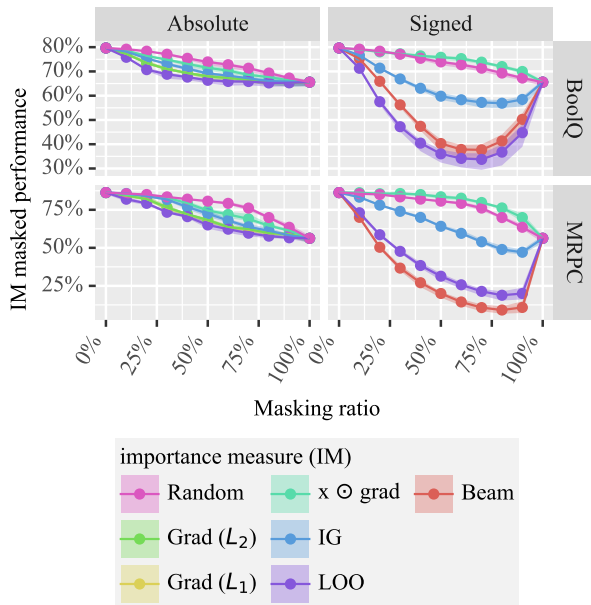 Absolute Signed
80%
70%
60%
50%
40%
30%
BoolQ
75%
50%
25%
MRPC
IM masked performance
0% 25% 50% 75% 100% 0% 25% 50% 75% 100%
Masking ratio
importance measure (IM)
Random x ⊙ grad Beam
Grad (L₂) IG
Grad (L₁) LOO